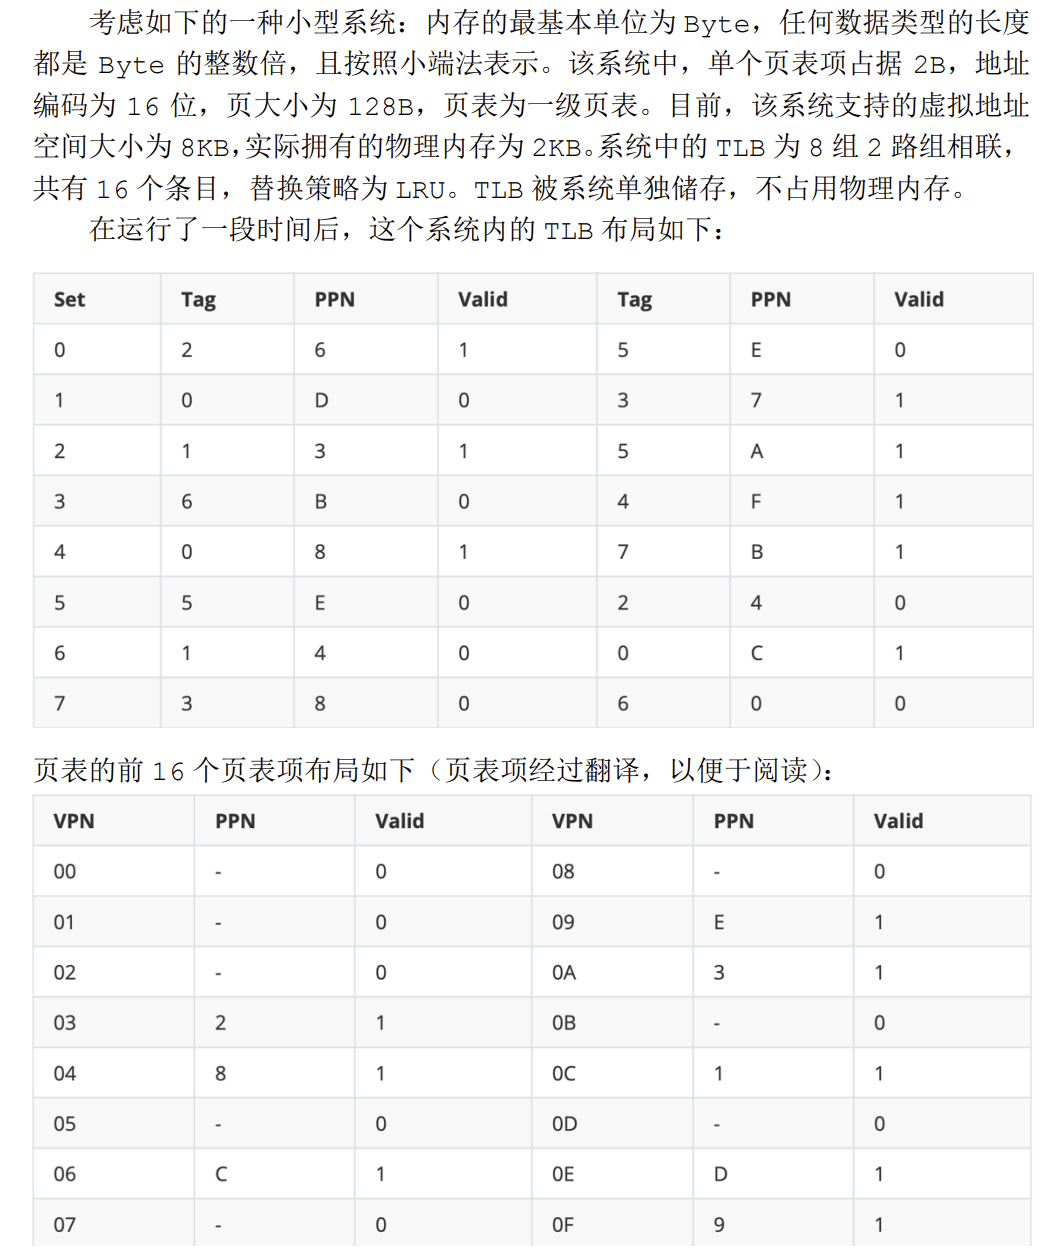 考虑如下的一种小型系统：内存的最基本单位为 Byte，任何数据类型的长度
都是 Byte 的整数倍，且按照小端法表示。该系统中，单个页表项占据 2B，地址
编码为 16 位，页大小为 128B，页表为一级页表。目前，该系统支持的虚拟地址
空间大小为 8KB，实际拥有的物理内存为 2KB。系统中的 TLB 为 8 组 2 路组相联，
共有 16 个条目，替换策略为 LRU。TLB 被系统单独储存，不占用物理内存。
在运行了一段时间后，这个系统内的 TLB 布局如下：
Set Tag PPN Valid Tag PPN Valid
0 2 6 1 5 E 0
1 0 D 0 3 7 1
2 1 3 1 5 A 1
3 6 B 0 4 F 1
4 0 8 1 7 B 1
5 5 E 0 2 4 0
6 1 4 0 0 C 1
7 3 8 0 6 0 0
页表的前 16 个页表项布局如下（页表项经过翻译，以便于阅读）：
VPN PPN Valid VPN PPN Valid
00 - 0 08 - 0
01 - 0 09 E 1
02 - 0 0A 3 1
03 2 1 0B - 0
04 8 1 0C 1 1
05 - 0 0D - 0
06 C 1 0E D 1
07 - 0 0F 9 1